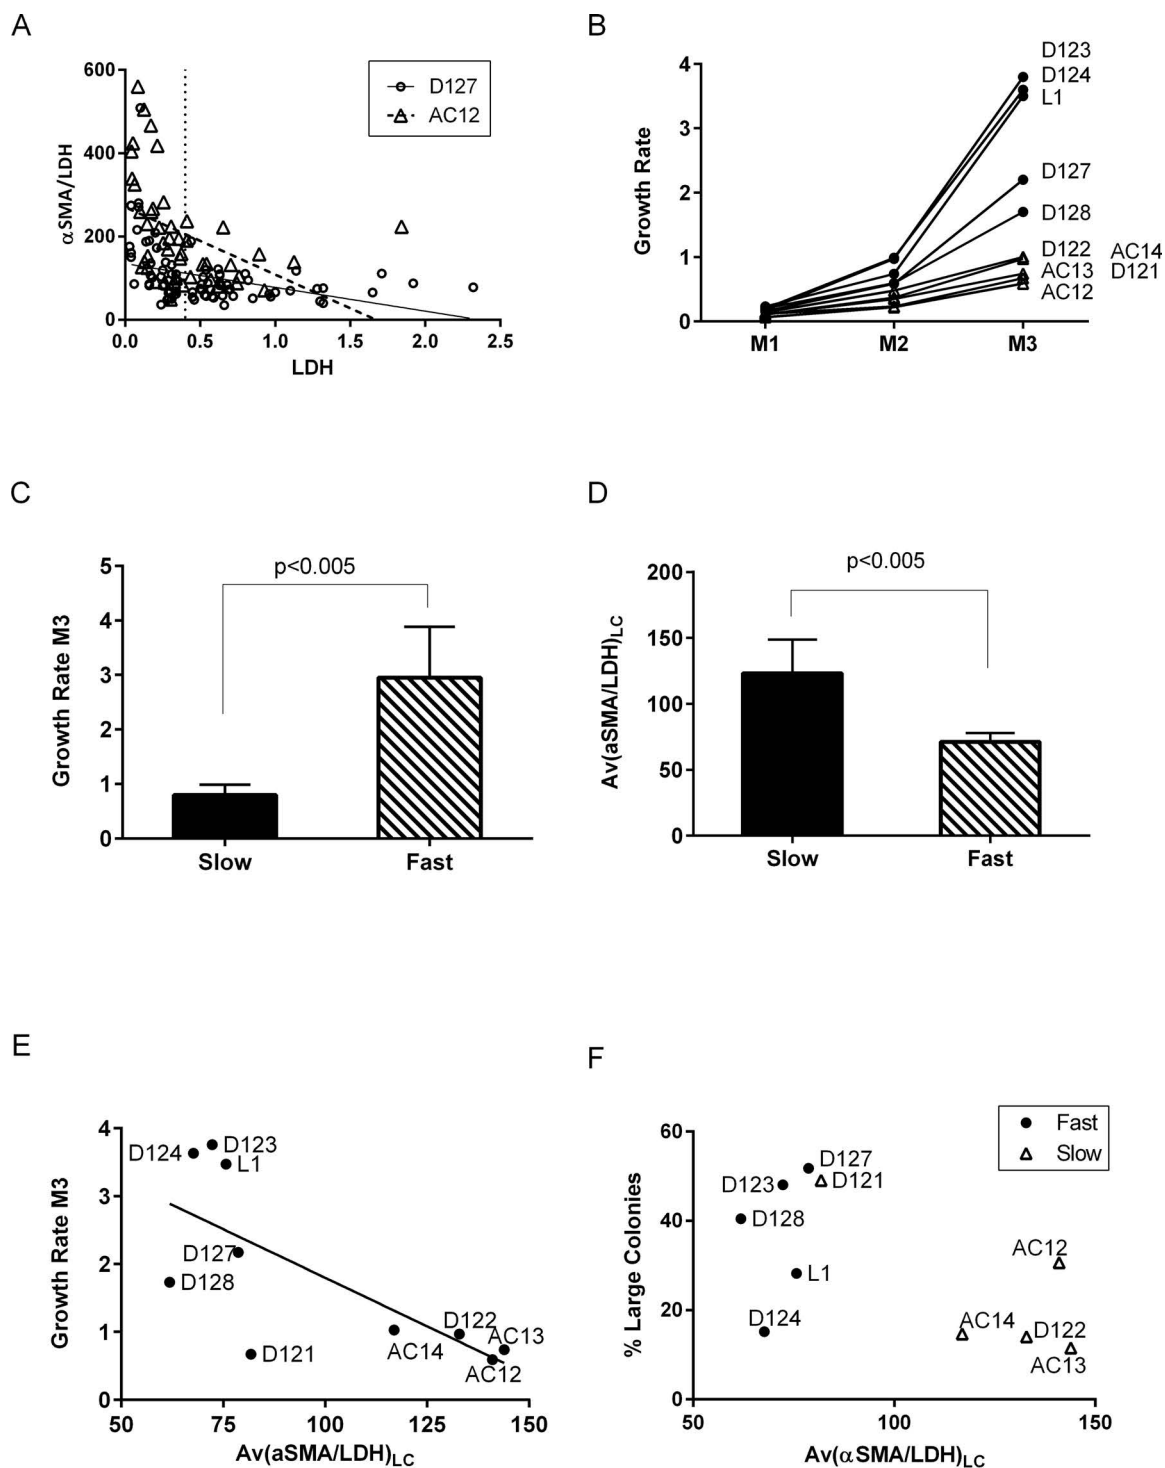 A
600
400
200
0
αSMA/LDH
0.0 0.5 1.0 1.5 2.0 2.5
LDH
D127
AC12
B
4
3
2
1
0
Growth Rate
M1 M2 M3
D123
D124
L1
D127
D128
D122 AC14
AC13 D121
AC12
C
5
4
3
2
1
0
Growth Rate M3
p<0.005
Slow Fast
D
200
150
100
50
0
Av(aSMA/LDH)LC
p<0.005
Slow Fast
E
4
3
2
1
0
Growth Rate M3
D124
D123
L1
D127
D128
D121
D122
AC14
AC13
AC12
50 75 100 125 150
Av(aSMA/LDH)LC
F
60
40
20
0
% Large Colonies
Fast
Slow
D127
D123
D121
D128
L1
D124
AC12
AC14
D122
AC13
50 100 150
Av(αSMA/LDH)LC